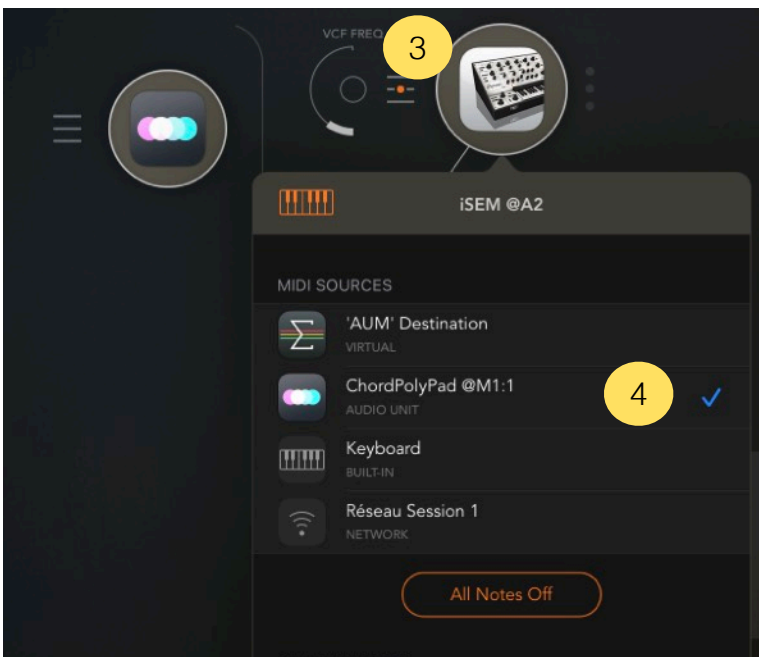 VCF FREQ
3
iSEM @A2
MIDI SOURCES
'AUM' Destination
VIRTUAL
ChordPolyPad @M1:1
AUDIO UNIT
4
Keyboard
BUILT-IN
Réseau Session 1
NETWORK
All Notes Off